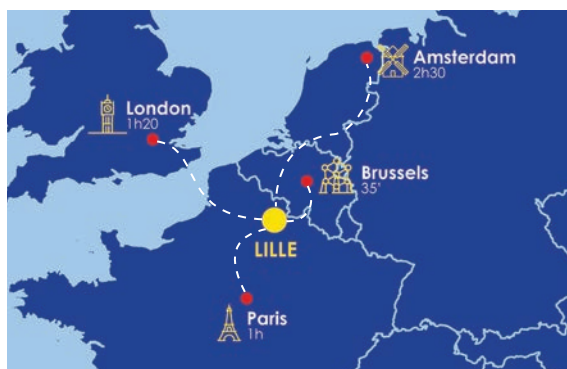 Amsterdam
2h30
London
1h20
Brussels
35'
LILLE
Paris
1h